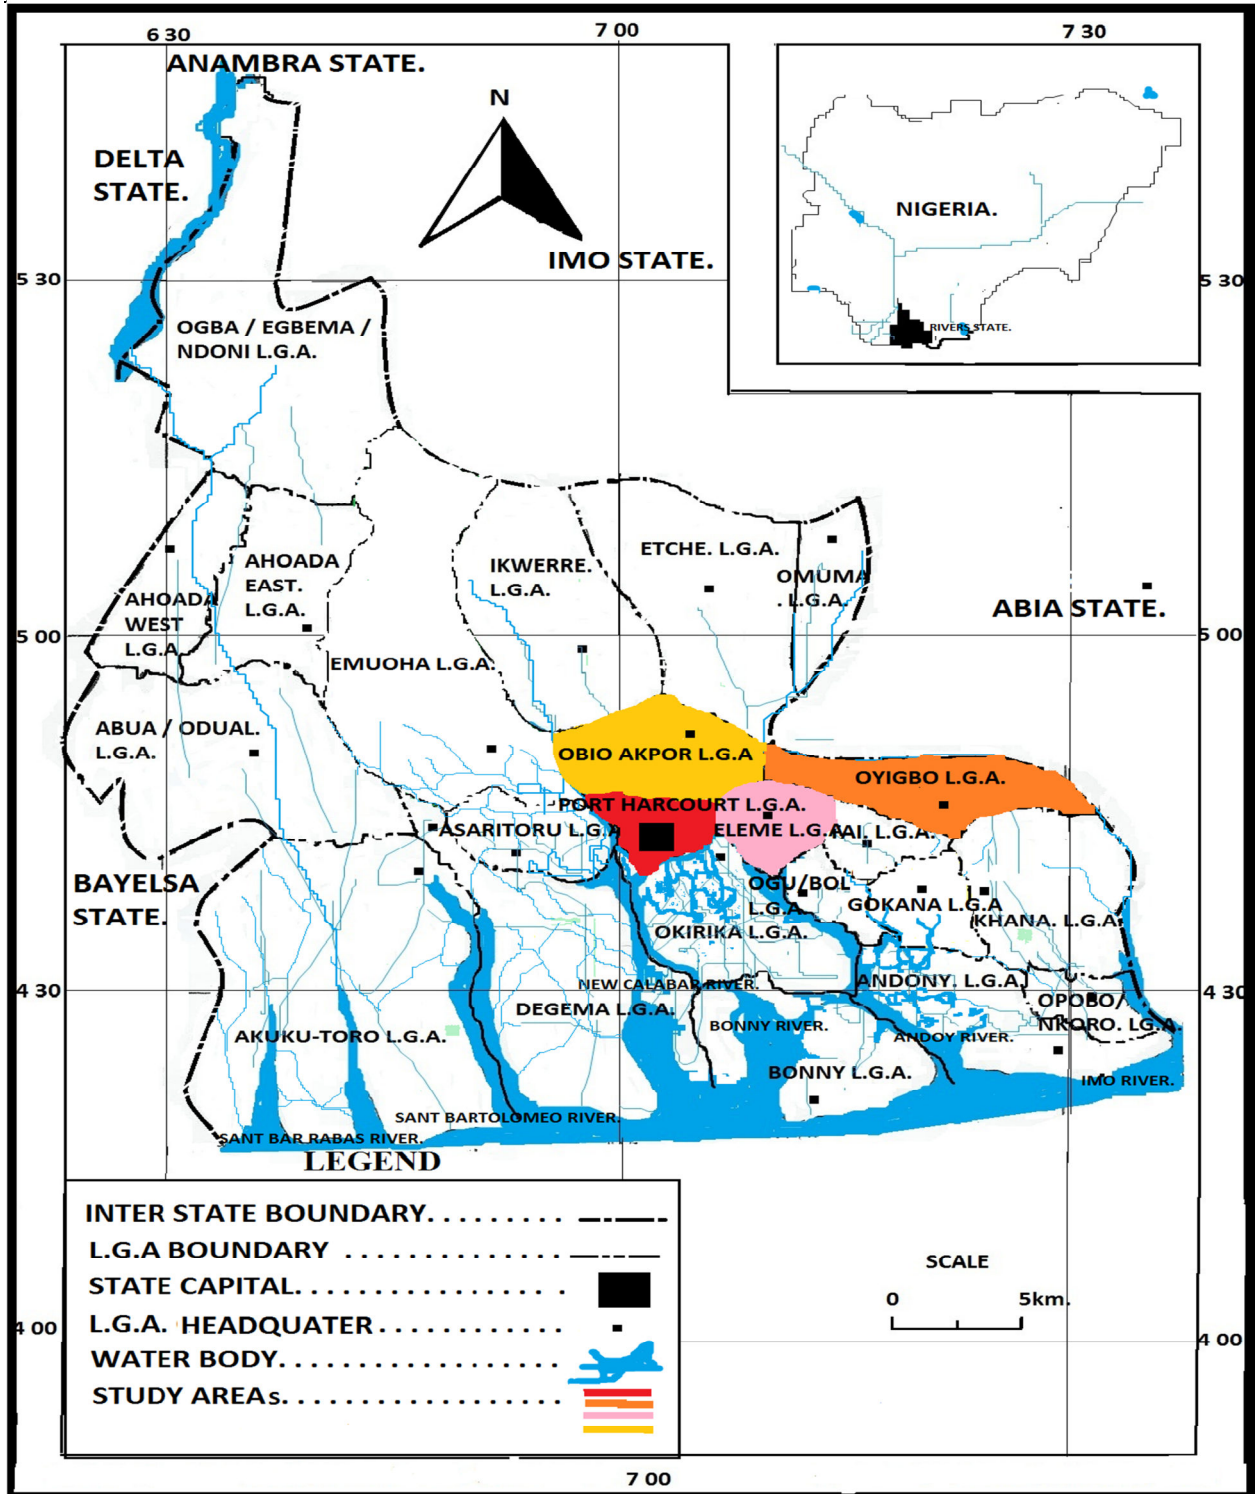 6 30
7 00
7 30
ANAMBRA STATE.
N
DELTA
STATE.
IMO STATE.
NIGERIA.
RIVERS STATE.
5 30
5 30
OGBA / EGBEMA /
NDONI L.G.A.
AHOADA
EAST.
L.G.A.
IKWERRE.
L.G.A.
ETCHE. L.G.A.
OMUMA
. L.G.A.
AHOADA
WEST
L.G.A
ABIA STATE.
5 00
5 00
EMUOHA L.G.A.
ABUA / ODUAL.
L.G.A.
OBIO AKPOR L.G.A
OYIGBO L.G.A.
PORT HARCOURT L.G.A.
ASARITORU L.G.A
ELEME L.G.A
AI. L.G.A.
BAYELSA
STATE.
OGU/BOL
L.G.A.
GOKANA L.G.A
KHANA. L.G.A
OKIRIKA L.G.A.
NEW CALABAR RIVER.
ANDONY. L.G.A.
4 30
4 30
DEGEMA L.G.A.
OPOBO/
NKORO. LG.A.
BONNY RIVER.
ANDOY RIVER.
AKUKU-TORO L.G.A.
BONNY L.G.A.
IMO RIVER.
SANT BARTOLOMEO RIVER.
SANT BAR RABAS RIVER.
LEGEND
INTER STATE BOUNDARY.........
L.G.A BOUNDARY ..............
STATE CAPITAL.................
L.G.A. HEADQUATER............
WATER BODY..................
STUDY AREAs..................
SCALE
0 5km.
4 00
4 00
7 00